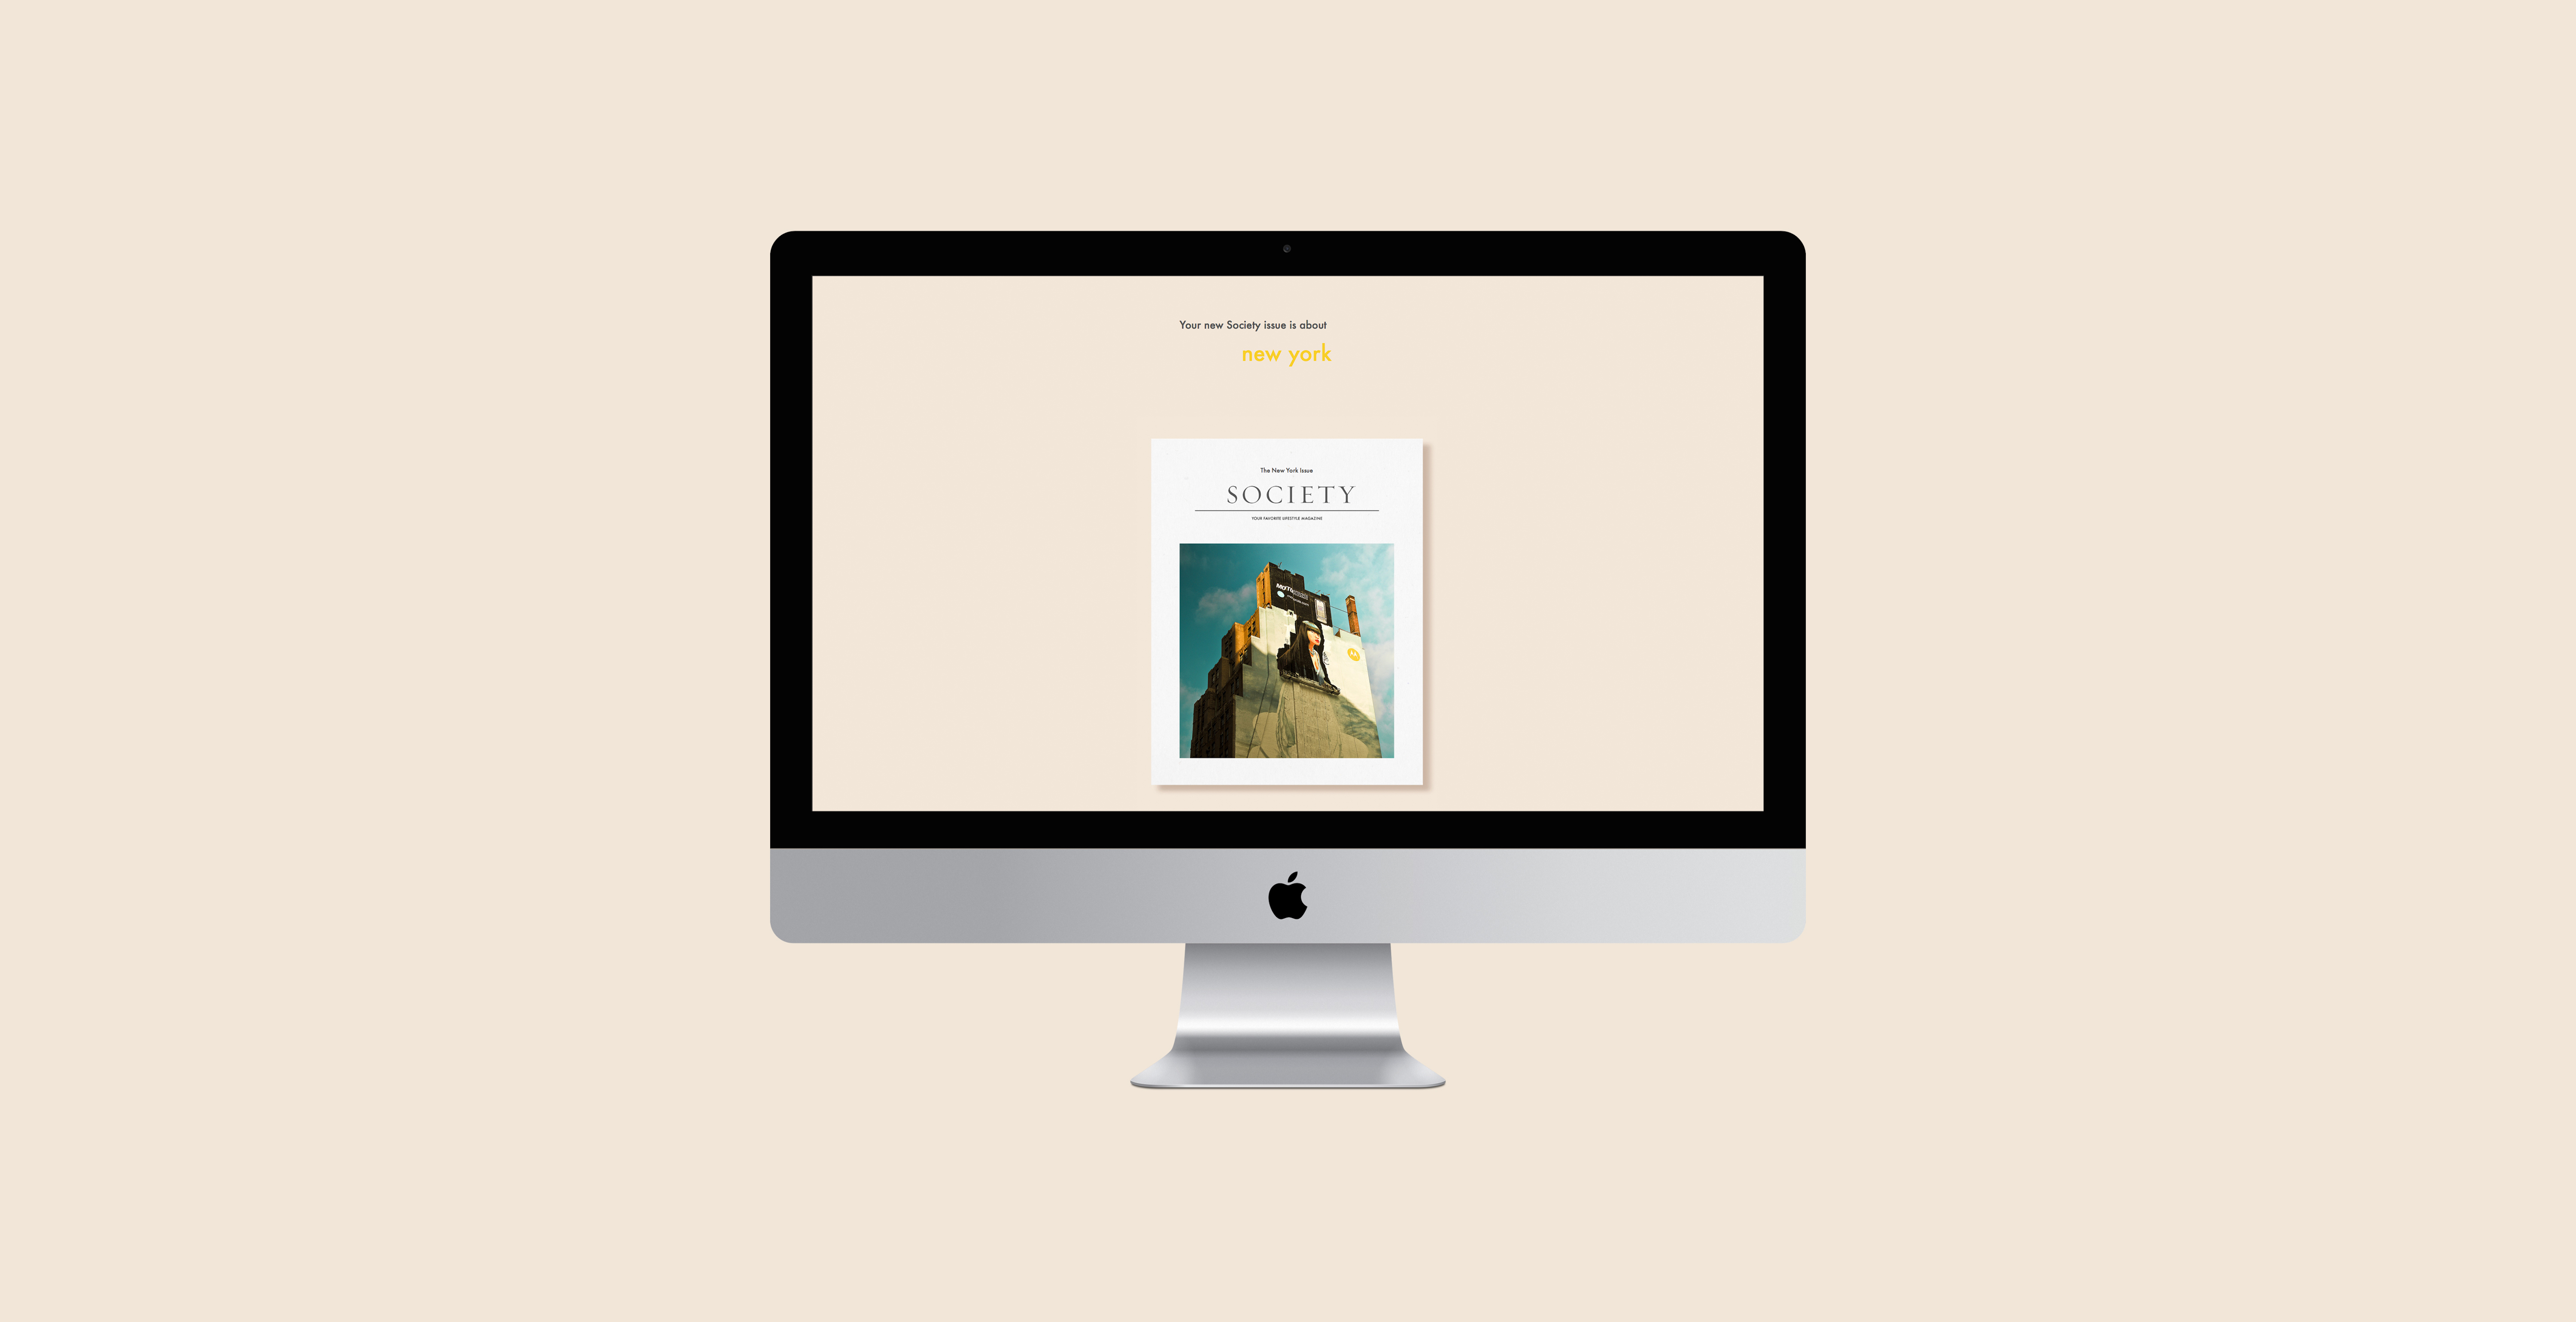 Your new Society issue is about
new york
The New York Issue
SOCIETY
YOUR FAVORITE LIFESTYLE MAGAZINE